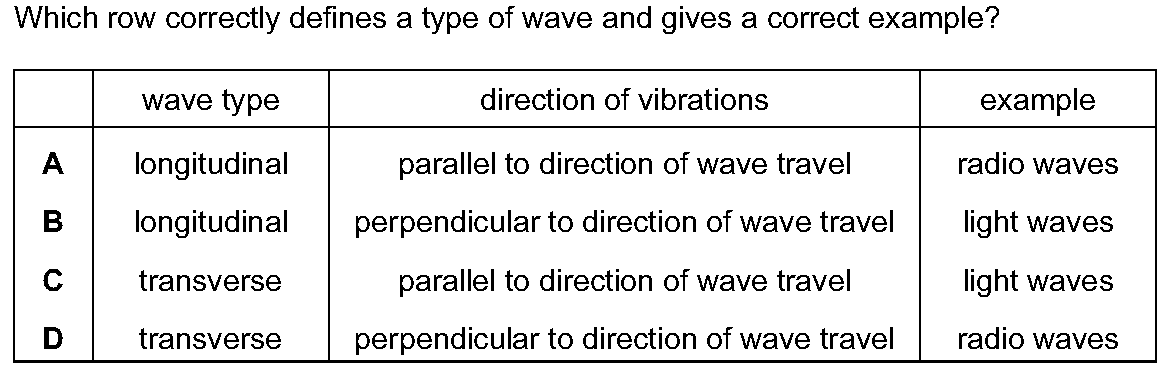 Which row correctly defines a type of wave and gives a correct example?
wave type direction of vibrations example
A longitudinal parallel to direction of wave travel radio waves
B longitudinal perpendicular to direction of wave travel light waves
C transverse parallel to direction of wave travel light waves
D transverse perpendicular to direction of wave travel radio waves